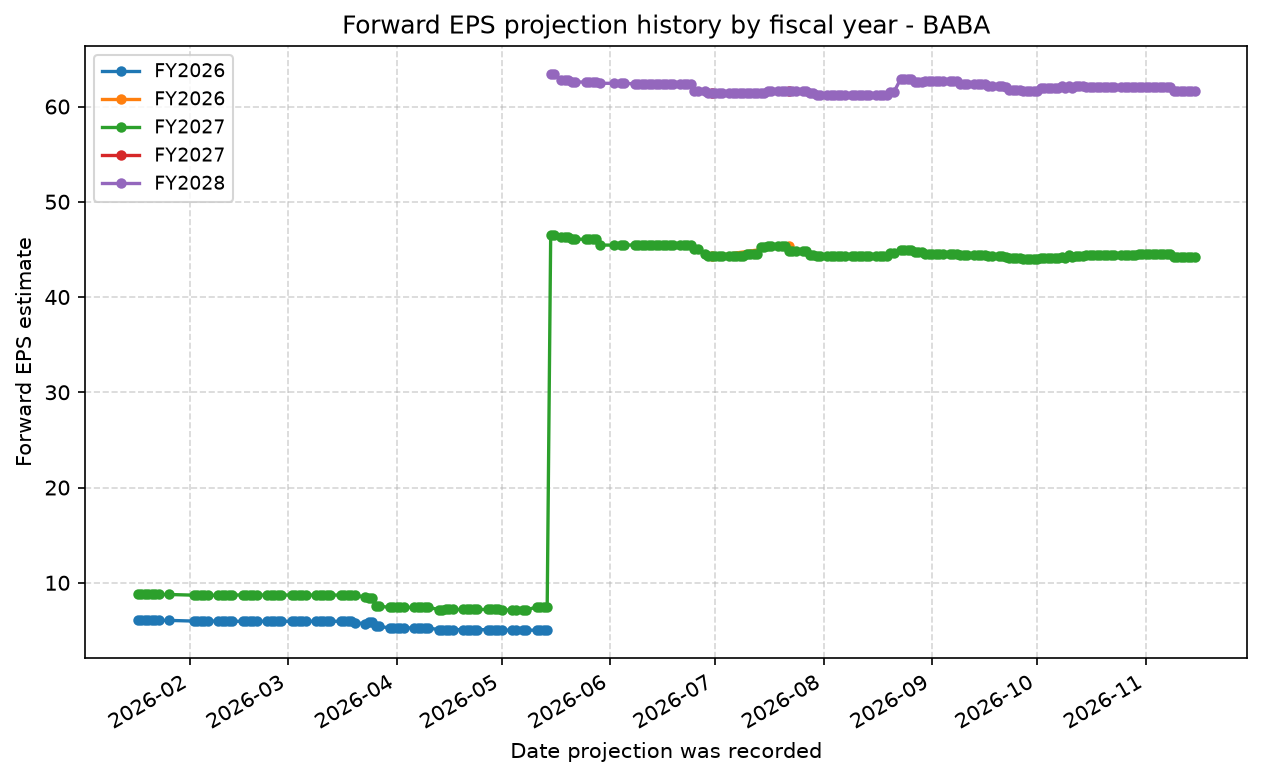 Forward EPS projection history by fiscal year - BABA
FY2026
FY2026
FY2027
FY2027
FY2028
Forward EPS estimate
60
50
40
30
20
10
2026-02
2026-03
2026-04
2026-05
2026-06
2026-07
2026-08
2026-09
2026-10
2026-11
Date projection was recorded